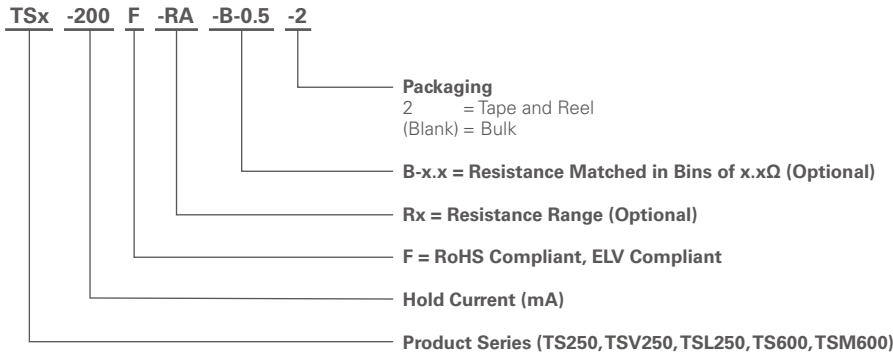 TSx -200 F -RA -B-0.5 -2
Packaging
2 = Tape and Reel
(Blank) = Bulk
B-x.x = Resistance Matched in Bins of x.xΩ (Optional)
Rx = Resistance Range (Optional)
F = RoHS Compliant, ELV Compliant
Hold Current (mA)
Product Series (TS250, TSV250, TSL250, TS600, TSM600)